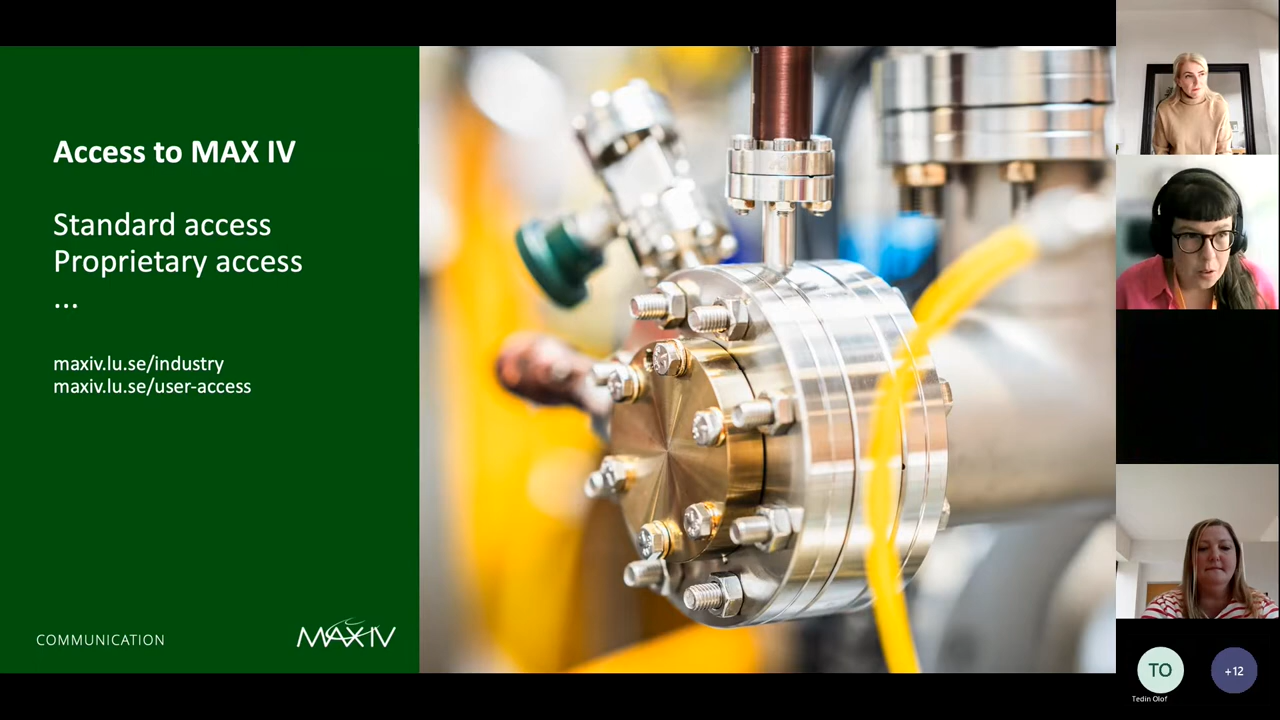 Access to MAX IV
Standard access
Proprietary access
...
maxiv.lu.se/industry
maxiv.lu.se/user-access
COMMUNICATION
MAX IV
TO
+12
Tedin Olof